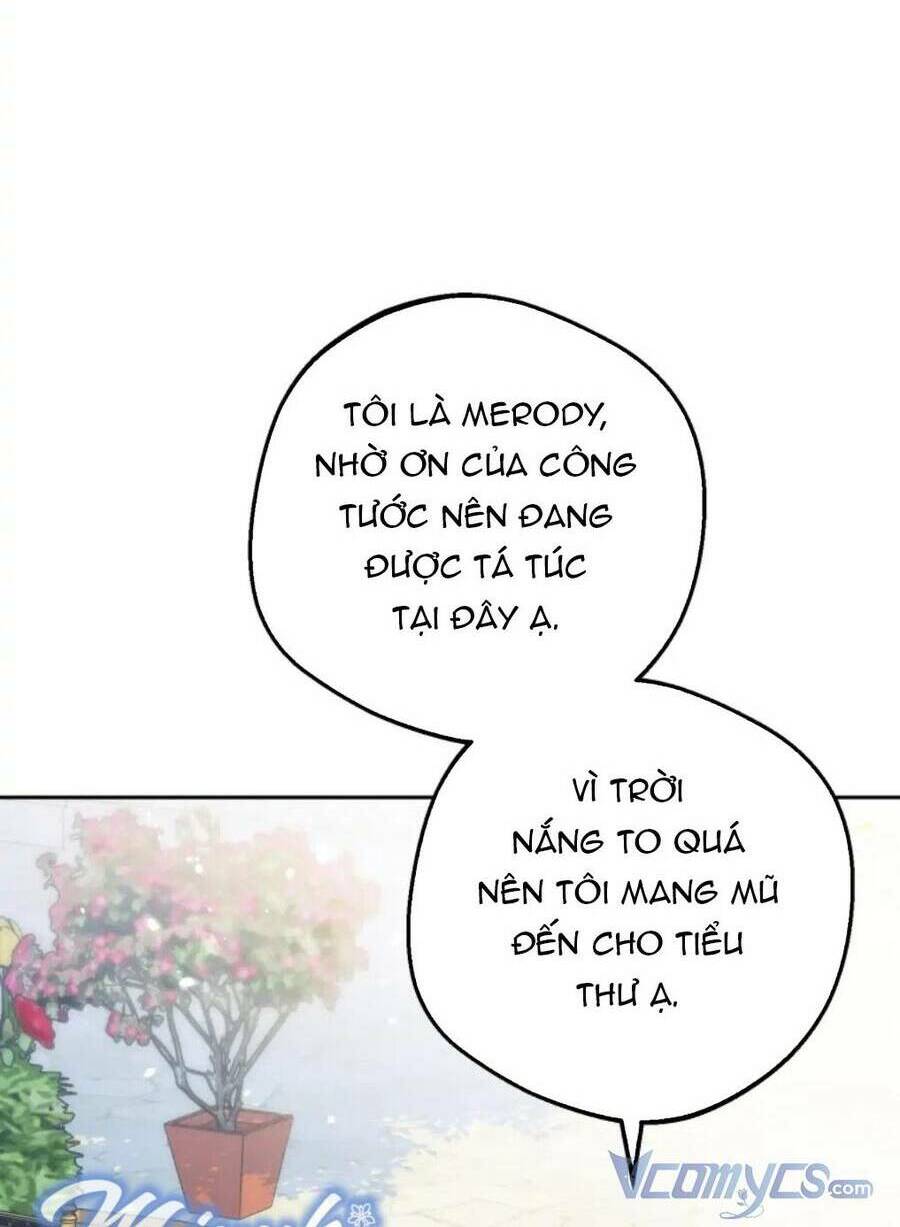 TÔI LÀ MERODY,
NHỜ ƠN CỦA CÔNG
TƯỚC NÊN ĐANG
ĐƯỢC TÁ TÚC
TẠI ĐÂY Ạ.
VÌ TRỜI
NẮNG TO QUÁ
NÊN TÔI MANG MŨ
ĐẾN CHO TIỂU
THƯ Ạ.
VCOMYCS.com